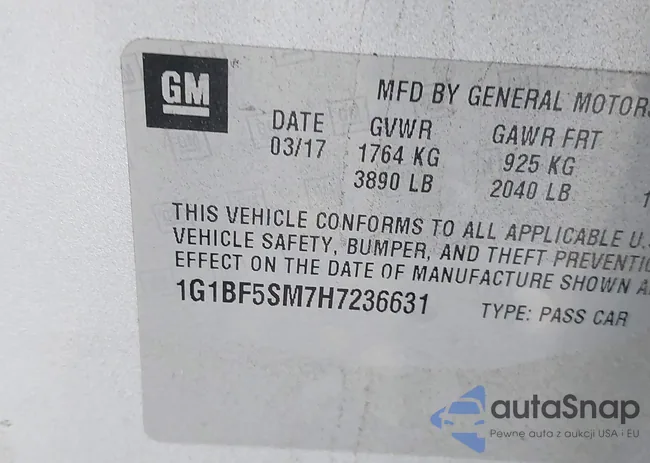 GM
MFD BY GENERAL MOTORS
DATE GVWR GAWR FRT
03/17 1764 KG 925 KG
3890 LB 2040 LB
THIS VEHICLE CONFORMS TO ALL APPLICABLE U.S
VEHICLE SAFETY, BUMPER, AND THEFT PREVENTIO
EFFECT ON THE DATE OF MANUFACTURE SHOWN A
1G1BF5SM7H7236631 TYPE: PASS CAR
autaSnap
Pewne auta z aukcji USA i EU